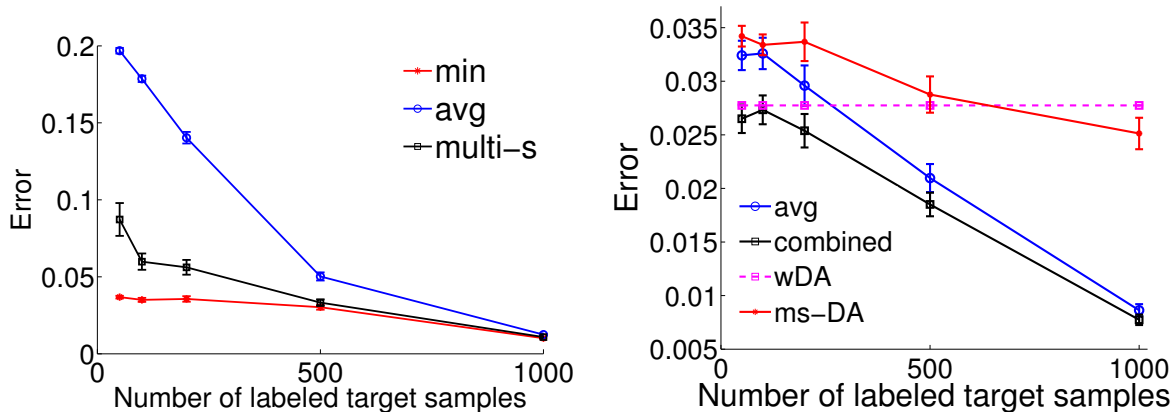 0.2
0.15
0.1
0.05
0
0
500
1000
Error
Number of labeled target samples
min
avg
multi-s
0.035
0.03
0.025
0.02
0.015
0.01
0.005
0
500
1000
Error
Number of labeled target samples
avg
combined
wDA
ms-DA